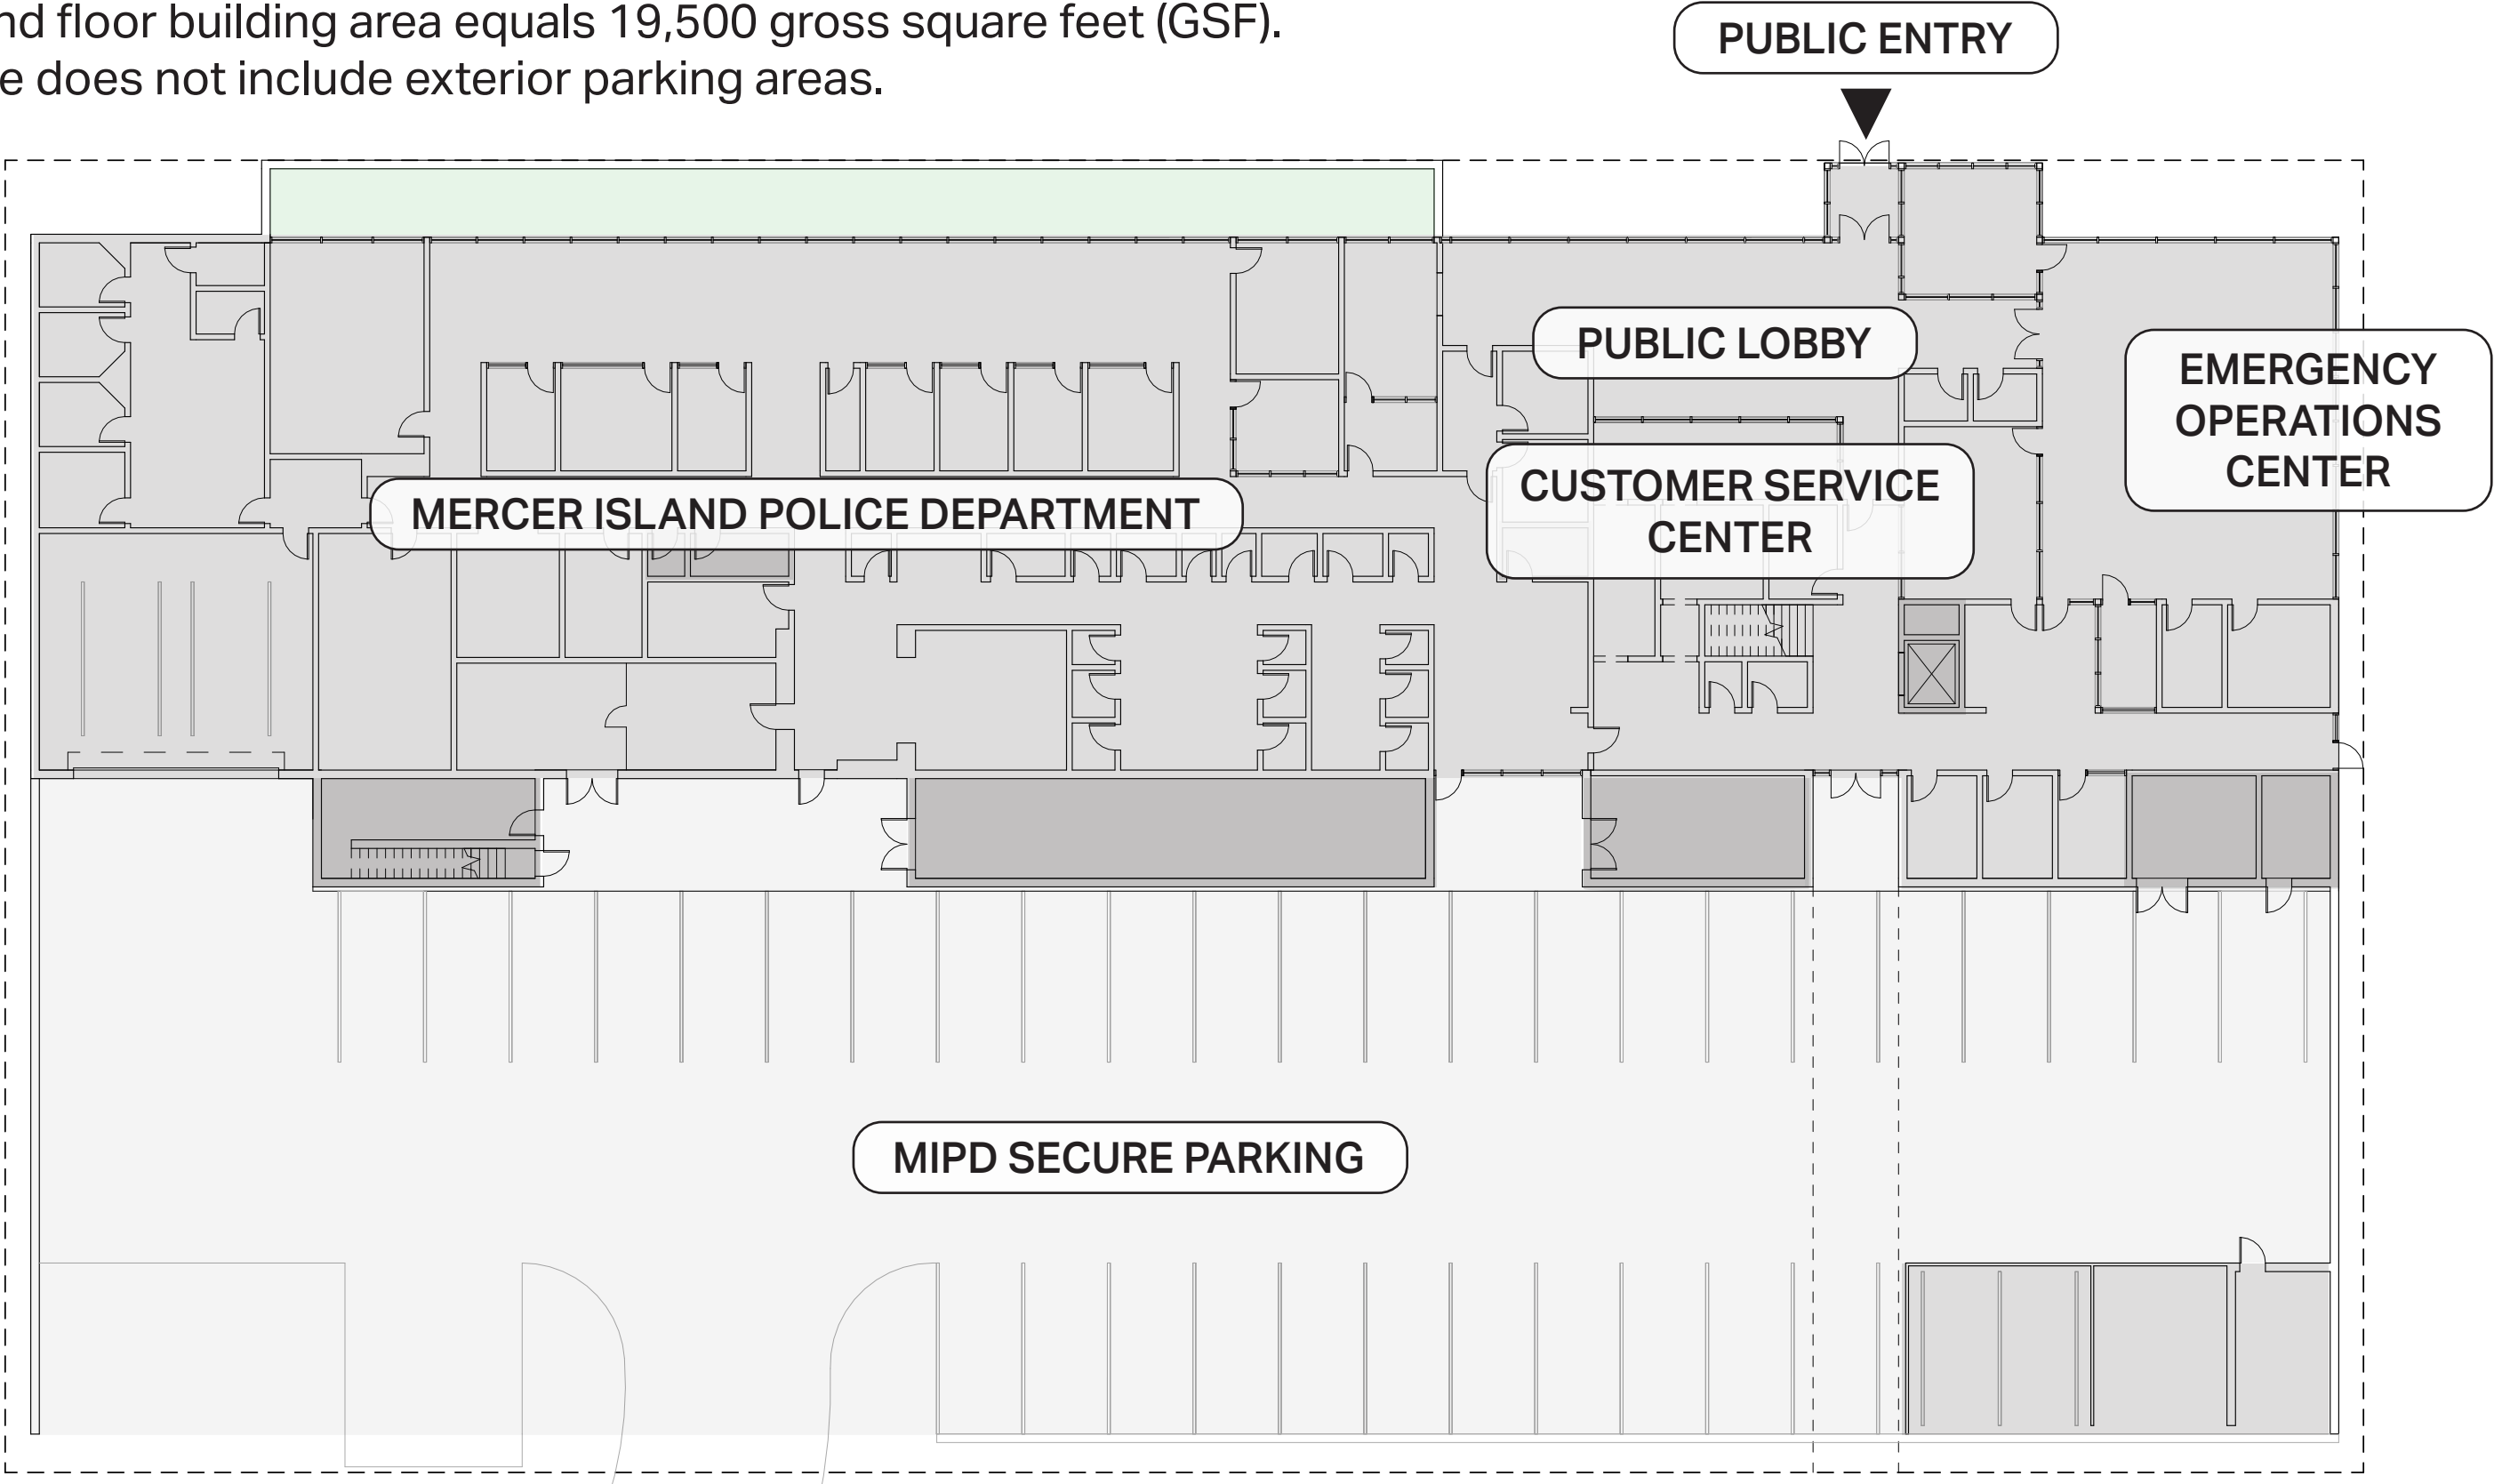 floor building area equals 19,500 gross square feet (GSF).
does not include exterior parking areas.
PUBLIC ENTRY
PUBLIC LOBBY
EMERGENCY
OPERATIONS
CENTER
CUSTOMER SERVICE
CENTER
MERCER ISLAND POLICE DEPARTMENT
MIPD SECURE PARKING